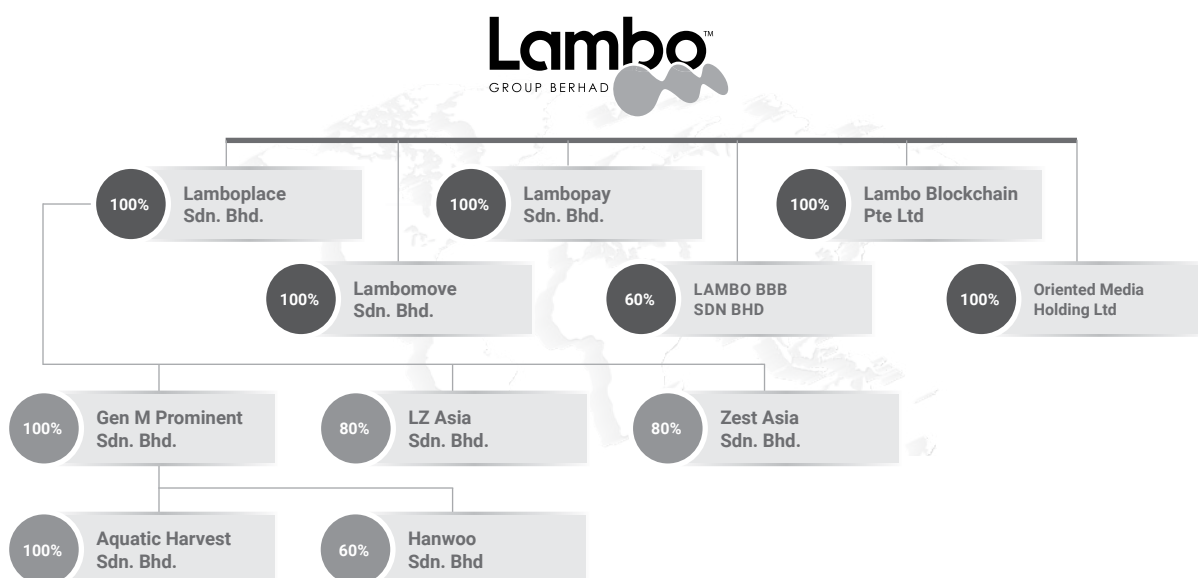 Lambo™
GROUP BERHAD
100%
Lamboplace
Sdn. Bhd.
100%
Lambopay
Sdn. Bhd.
100%
Lambo Blockchain
Pte Ltd
100%
Lambomove
Sdn. Bhd.
60%
LAMBO BBB
SDN BHD
100%
Oriented Media
Holding Ltd
100%
Gen M Prominent
Sdn. Bhd.
80%
LZ Asia
Sdn. Bhd.
80%
Zest Asia
Sdn. Bhd.
100%
Aquatic Harvest
Sdn. Bhd.
60%
Hanwoo
Sdn. Bhd